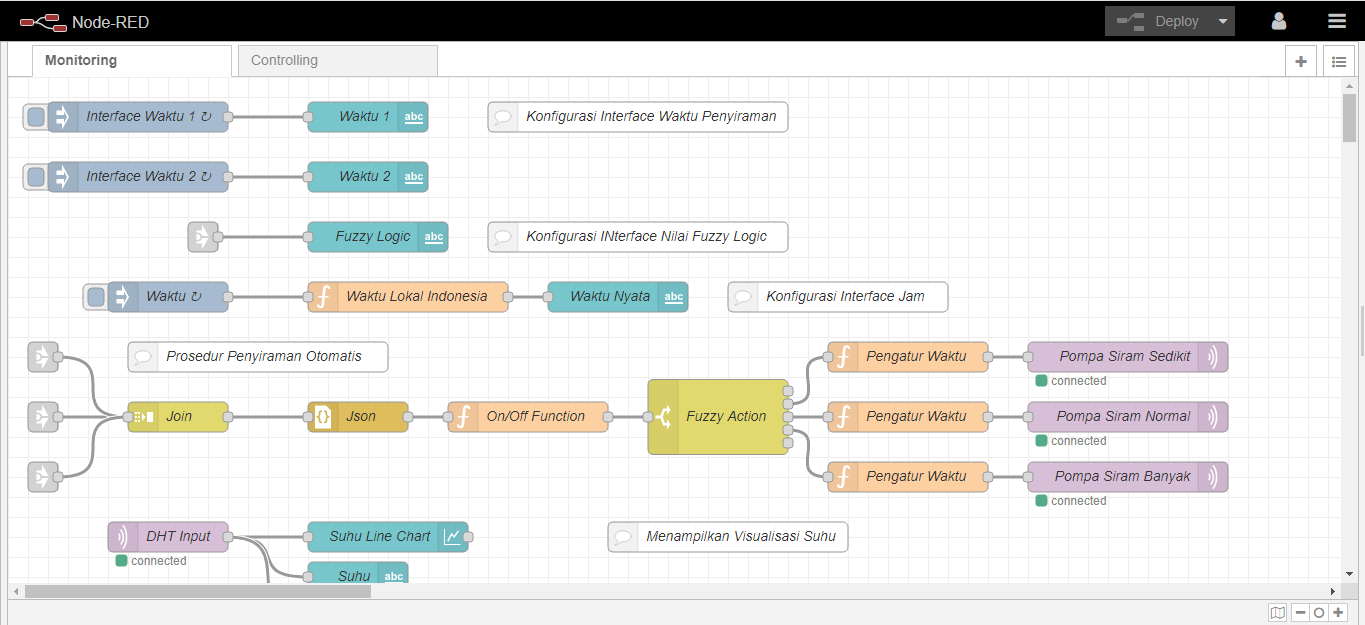 Node-RED
Deploy
Monitoring
Controlling
Interface Waktu 1 ↻
Waktu 1
abc
Konfigurasi Interface Waktu Penyiraman
Interface Waktu 2 ↻
Waktu 2
abc
Fuzzy Logic
abc
Konfigurasi INterface Nilai Fuzzy Logic
Waktu ↻
Waktu Lokal Indonesia
Waktu Nyata
abc
Konfigurasi Interface Jam
Prosedur Penyiraman Otomatis
Pengatur Waktu
Pompa Siram Sedikit
connected
Join
Json
On/Off Function
Fuzzy Action
Pengatur Waktu
Pompa Siram Normal
connected
Pengatur Waktu
Pompa Siram Banyak
connected
DHT Input
connected
Suhu Line Chart
Menampilkan Visualisasi Suhu
Suhu
abc